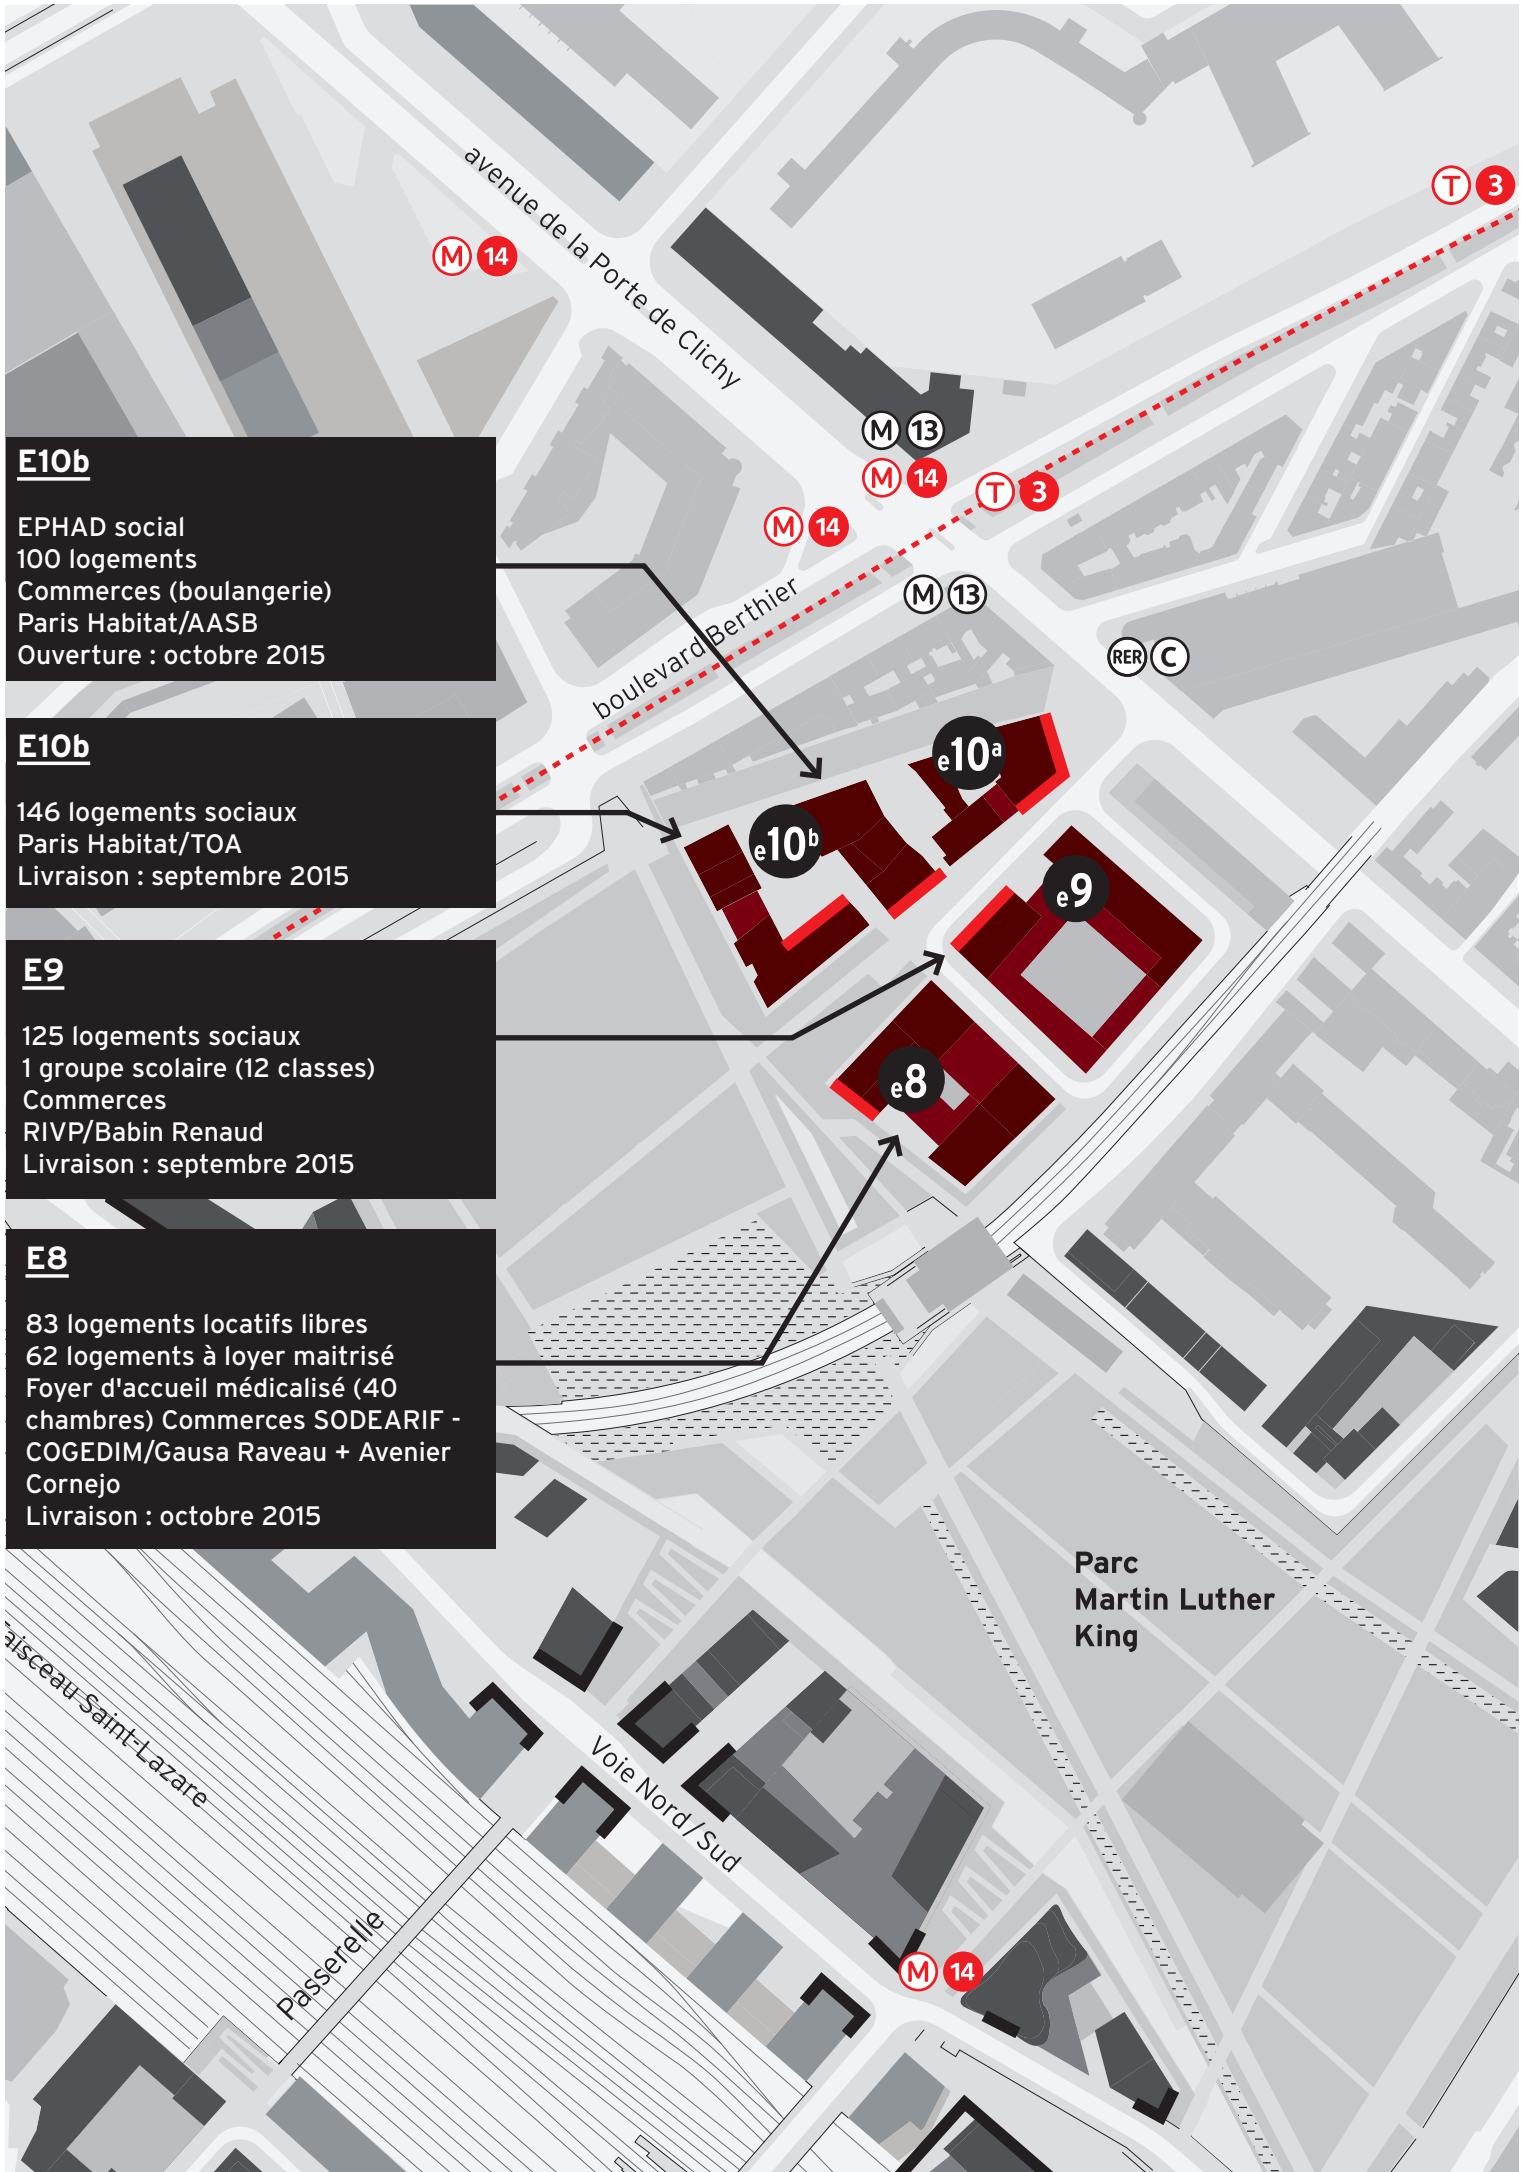 avenue de la Porte de Clichy
T 3
M 14
M 13
M 14
T 3
M 14
M 13
boulevard Berthier
RER C
E10b
EPHAD social
100 logements
Commerces (boulangerie)
Paris Habitat/AASB
Ouverture : octobre 2015
E10b
146 logements sociaux
Paris Habitat/TOA
Livraison : septembre 2015
E9
125 logements sociaux
1 groupe scolaire (12 classes)
Commerces
RIVP/Babin Renaud
Livraison : septembre 2015
E8
83 logements locatifs libres
62 logements à loyer maitrisé
Foyer d'accueil médicalisé (40
chambres) Commerces SODEARIF -
COGEDIM/Gausa Raveau + Avenier
Cornejo
Livraison : octobre 2015
e10a
e10b
e9
e8
Parc
Martin Luther
King
aisceau Saint-Lazare
Voie Nord/Sud
Passerelle
M 14